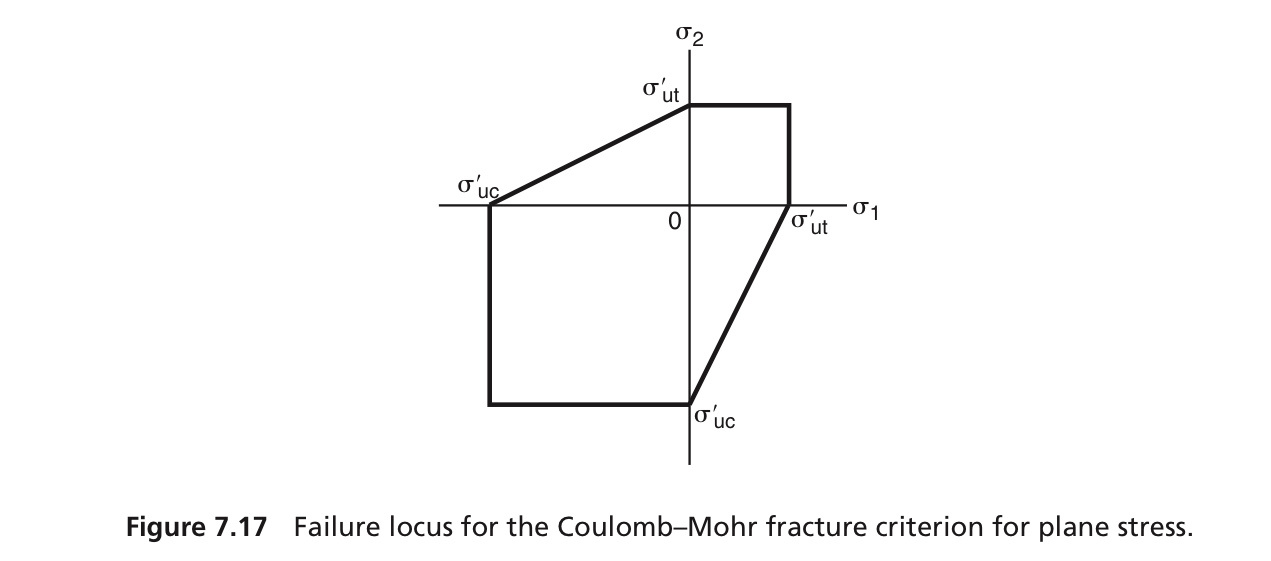 σ₂
σ′ut
σ′uc
0
σ′ut
σ₁
σ′uc
Figure 7.17 Failure locus for the Coulomb–Mohr fracture criterion for plane stress.